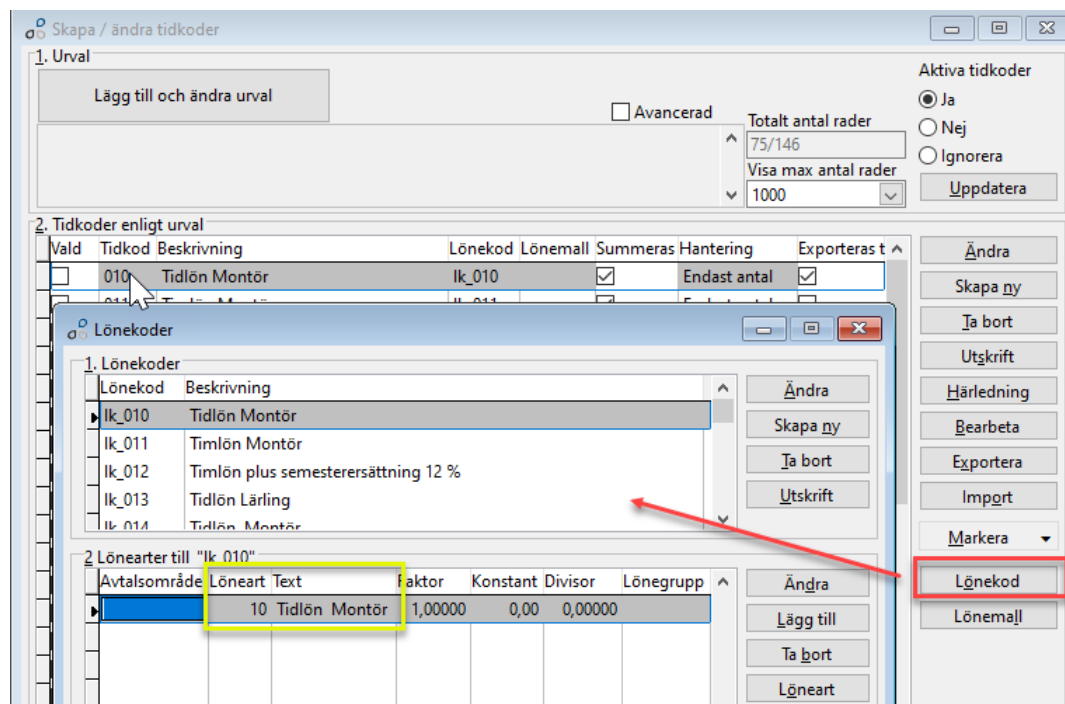 Skapa / ändra tidkoder
1. Urval
Lägg till och ändra urval
Avancerad
Totalt antal rader
75/146
Visa max antal rader
1000
Aktiva tidkoder
Ja
Nej
Ignorera
Uppdatera
2. Tidkoder enligt urval
Vald Tidkod Beskrivning Lönekod Lönemall Summeras Hantering Exporteras t
010 Tidlön Montör lk_010 Endast antal
Ändra
Skapa ny
Ta bort
Utskrift
Härledning
Bearbeta
Exportera
Import
Markera
Lönekod
Lönemall
Lönekoder
1. Lönekoder
Lönekod Beskrivning
lk_010 Tidlön Montör
lk_011 Timlön Montör
lk_012 Timlön plus semesterersättning 12 %
lk_013 Tidlön Lärling
lk_014 Tidlön Montör
Ändra
Skapa ny
Ta bort
Utskrift
2 Lönearter till "lk_010"
Avtalsområde Löneart Text Faktor Konstant Divisor Lönegrupp
10 Tidlön Montör 1,00000 0,00 0,00000
Ändra
Lägg till
Ta bort
Löneart